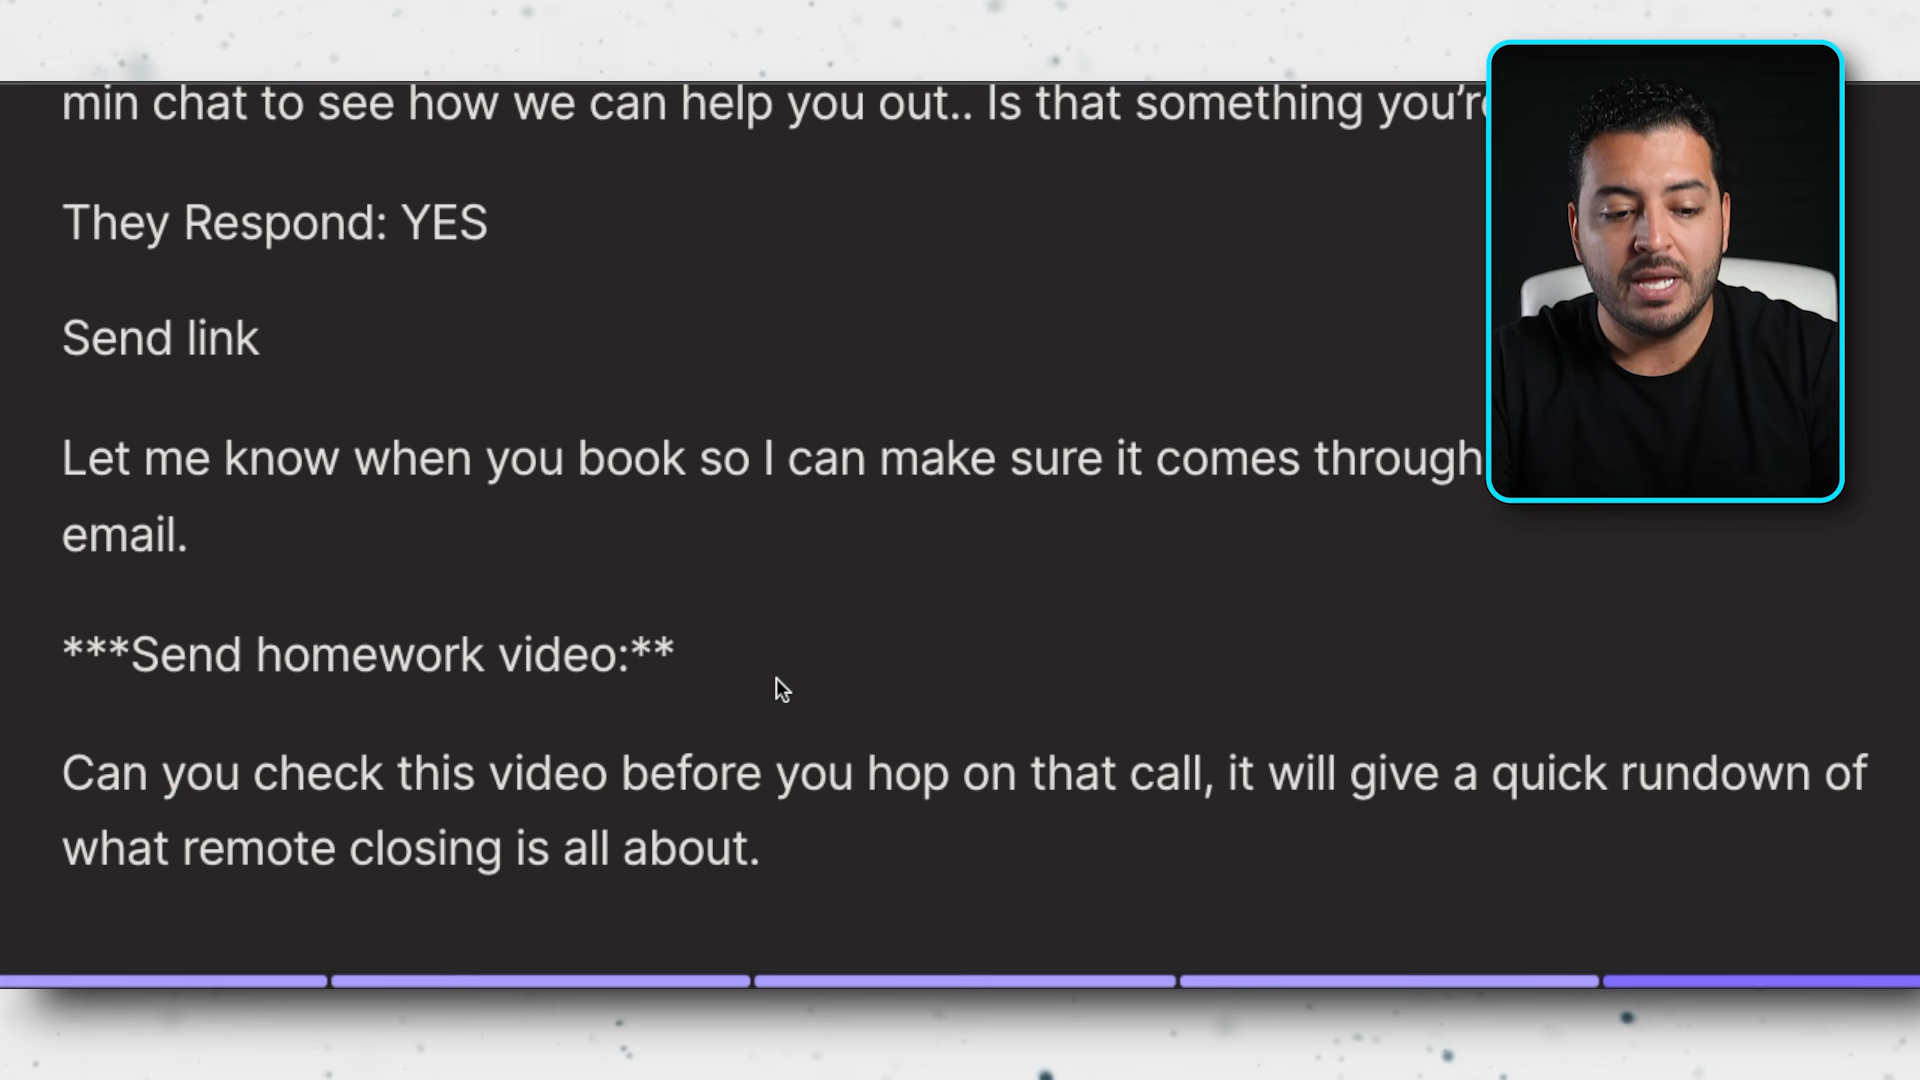 min chat to see how we can help you out.. Is that something
They Respond: YES
Send link
Let me know when you book so I can make sure it comes through
email.
***Send homework video:**
Can you check this video before you hop on that call, it will give a quick rundown of
what remote closing is all about.